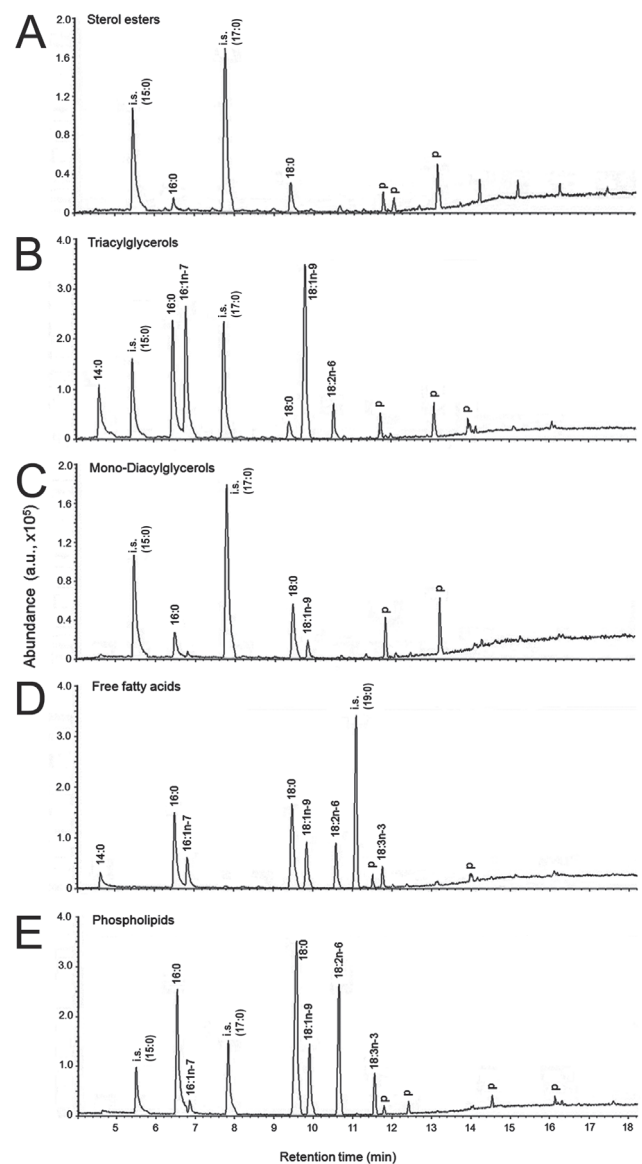 A
Sterol esters
2.0
1.6
1.2
0.8
0.4
0
i.s.
(15:0)
16:0
i.s.
(17:0)
18:0
p
p
p
B
Triacylglycerols
4.0
3.0
2.0
1.0
0
14:0
i.s.
(15:0)
16:0
16:1n-7
i.s.
(17:0)
18:0
18:1n-9
18:2n-6
p
p
p
C
Mono-Diacylglycerols
2.0
1.6
1.2
0.8
0.4
0
i.s.
(15:0)
16:0
i.s.
(17:0)
18:0
18:1n-9
p
p
Abundance (a.u., x10⁵)
D
Free fatty acids
4.0
3.0
2.0
1.0
0
14:0
16:0
16:1n-7
18:0
18:1n-9
18:2n-6
i.s.
(19:0)
p
18:3n-3
p
E
Phospholipids
4.0
3.0
2.0
1.0
0
i.s.
(15:0)
16:0
16:1n-7
i.s.
(17:0)
18:0
18:1n-9
18:2n-6
18:3n-3
p
p
p
p
5 6 7 8 9 10 11 12 13 14 15 16 17 18
Retention time (min)